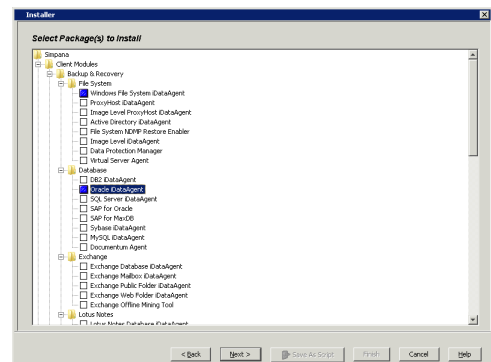 Installer
Select Package(s) to Install
Simpana
Client Modules
Backup & Recovery
File System
Windows File System iDataAgent
ProxyHost iDataAgent
Image Level ProxyHost iDataAgent
Active Directory iDataAgent
File System NDMP Restore Enabler
Image Level iDataAgent
Data Protection Manager
Virtual Server Agent
Database
DB2 iDataAgent
Oracle iDataAgent
SQL Server iDataAgent
SAP for Oracle
SAP for MaxDB
Sybase iDataAgent
MySQL iDataAgent
Documentum Agent
Exchange
Exchange Database iDataAgent
Exchange Mailbox iDataAgent
Exchange Public Folder iDataAgent
Exchange Web Folder iDataAgent
Exchange Offline Mining Tool
Lotus Notes
Lotus Notes Database iDataAgent
< Back Next > Save As Script Finish Cancel Help